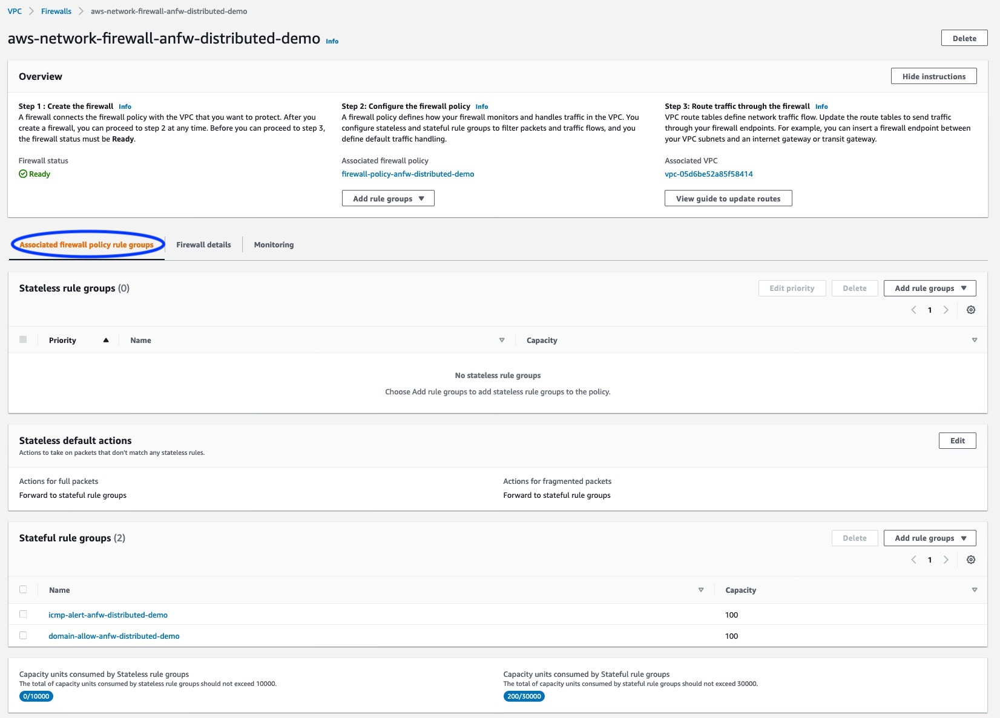 VPC > Firewalls > aws-network-firewall-anfw-distributed-demo
aws-network-firewall-anfw-distributed-demo Info
Delete
Overview
Hide instructions
Step 1 : Create the firewall Info
A firewall connects the firewall policy with the VPC that you want to protect. After you
create a firewall, you can proceed to step 2 at any time. Before you can proceed to step 3,
the firewall status must be Ready.
Firewall status
Ready
Step 2: Configure the firewall policy Info
A firewall policy defines how your firewall monitors and handles traffic in the VPC. You
configure stateless and stateful rule groups to filter packets and traffic flows, and you
define default traffic handling.
Associated firewall policy
firewall-policy-anfw-distributed-demo
Add rule groups
Step 3: Route traffic through the firewall Info
VPC route tables define network traffic flow. Update the route tables to send traffic
through your firewall endpoints. For example, you can insert a firewall endpoint between
your VPC subnets and an internet gateway or transit gateway.
Associated VPC
vpc-05d6be52a85f58414
View guide to update routes
Associated firewall policy rule groups Firewall details Monitoring
Stateless rule groups (0)
Edit priority Delete Add rule groups
1
Priority Name Capacity
No stateless rule groups
Choose Add rule groups to add stateless rule groups to the policy.
Stateless default actions
Actions to take on packets that don't match any stateless rules.
Edit
Actions for full packets
Forward to stateful rule groups
Actions for fragmented packets
Forward to stateful rule groups
Stateful rule groups (2)
Delete Add rule groups
1
Name Capacity
icmp-alert-anfw-distributed-demo 100
domain-allow-anfw-distributed-demo 100
Capacity units consumed by Stateless rule groups
The total of capacity units consumed by stateless rule groups should not exceed 10000.
0/10000
Capacity units consumed by Stateful rule groups
The total of capacity units consumed by stateful rule groups should not exceed 30000.
200/30000